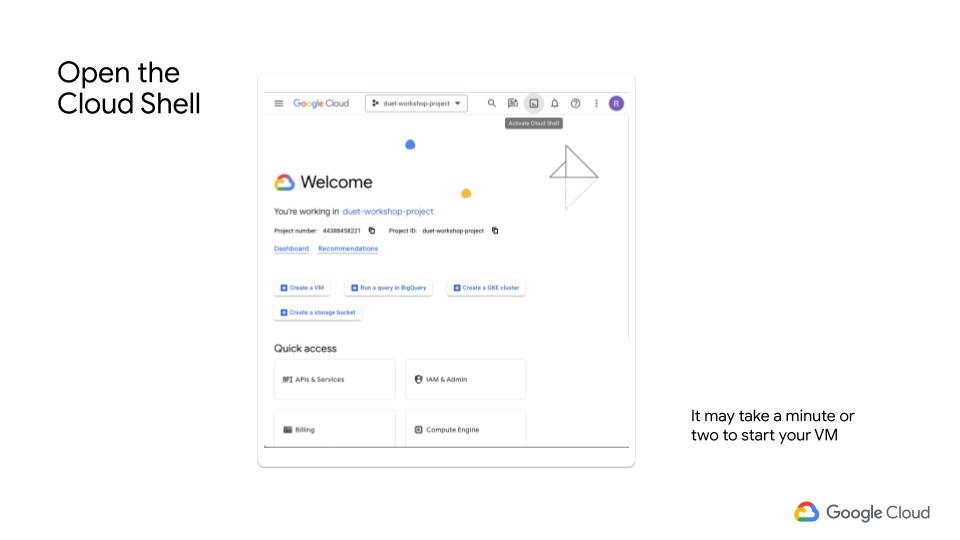 Open the
Cloud Shell
Google Cloud
duet-workshop-project
R
Activate Cloud Shell
Welcome
You're working in duet-workshop-project
Project number: 44388458221 Project ID: duet-workshop-project
Dashboard Recommendations
Create a VM Run a query in BigQuery Create a GKE cluster
Create a storage bucket
Quick access
API APIs & Services IAM & Admin
Billing Compute Engine
It may take a minute or
two to start your VM
Google Cloud